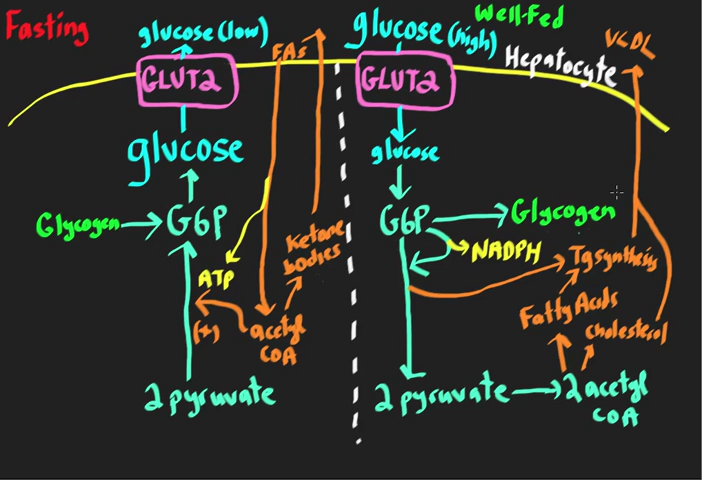 Fasting
glucose (low)
FAs
GLUT2
glucose
Glycogen
G6P
ATP
Ketone
bodies
(+)
acetyl
COA
2 pyruvate
Well-Fed
glucose (high)
VLDL
Hepatocyte
GLUT2
glucose
G6P
Glycogen
NADPH
Tg synthesis
Fatty Acids
cholesterol
2 pyruvate
2 acetyl
COA